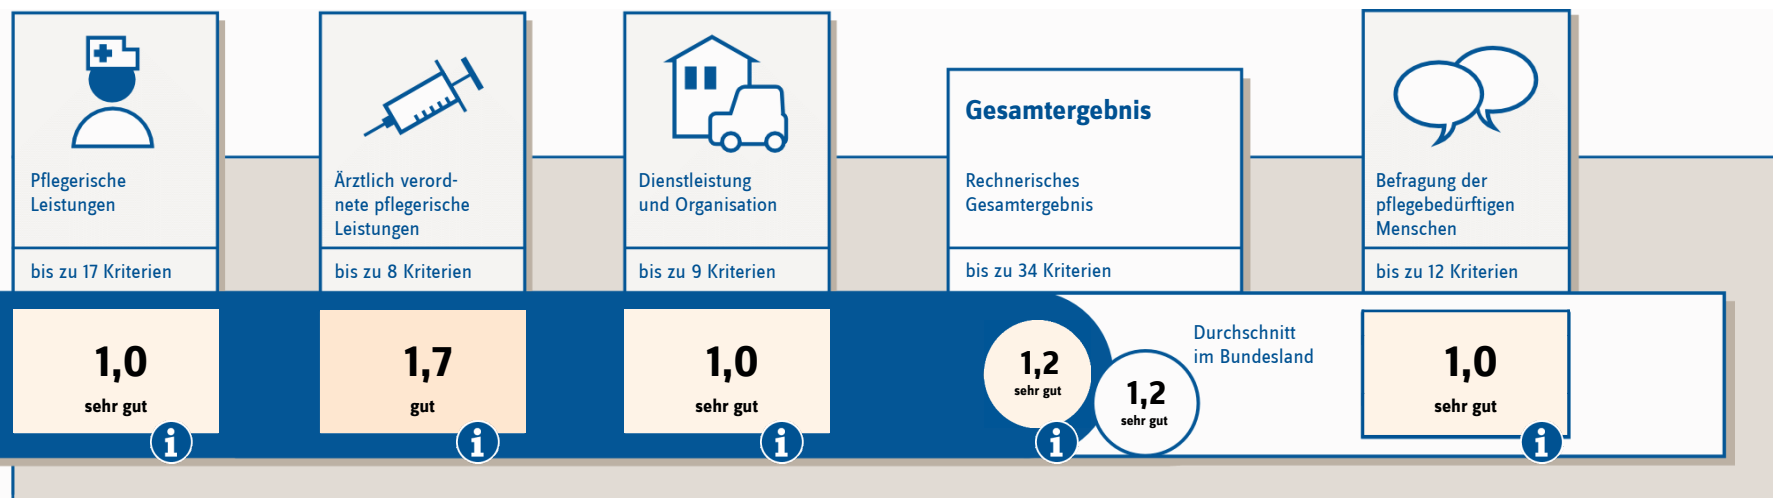 Pflegerische
Leistungen
bis zu 17 Kriterien
1,0
sehr gut
i
Ärztlich verord-
nete pflegerische
Leistungen
bis zu 8 Kriterien
1,7
gut
i
Dienstleistung
und Organisation
bis zu 9 Kriterien
1,0
sehr gut
i
Gesamtergebnis
Rechnerisches
Gesamtergebnis
bis zu 34 Kriterien
1,2
sehr gut
i
1,2
sehr gut
Durchschnitt
im Bundesland
Befragung der
pflegebedürftigen
Menschen
bis zu 12 Kriterien
1,0
sehr gut
i